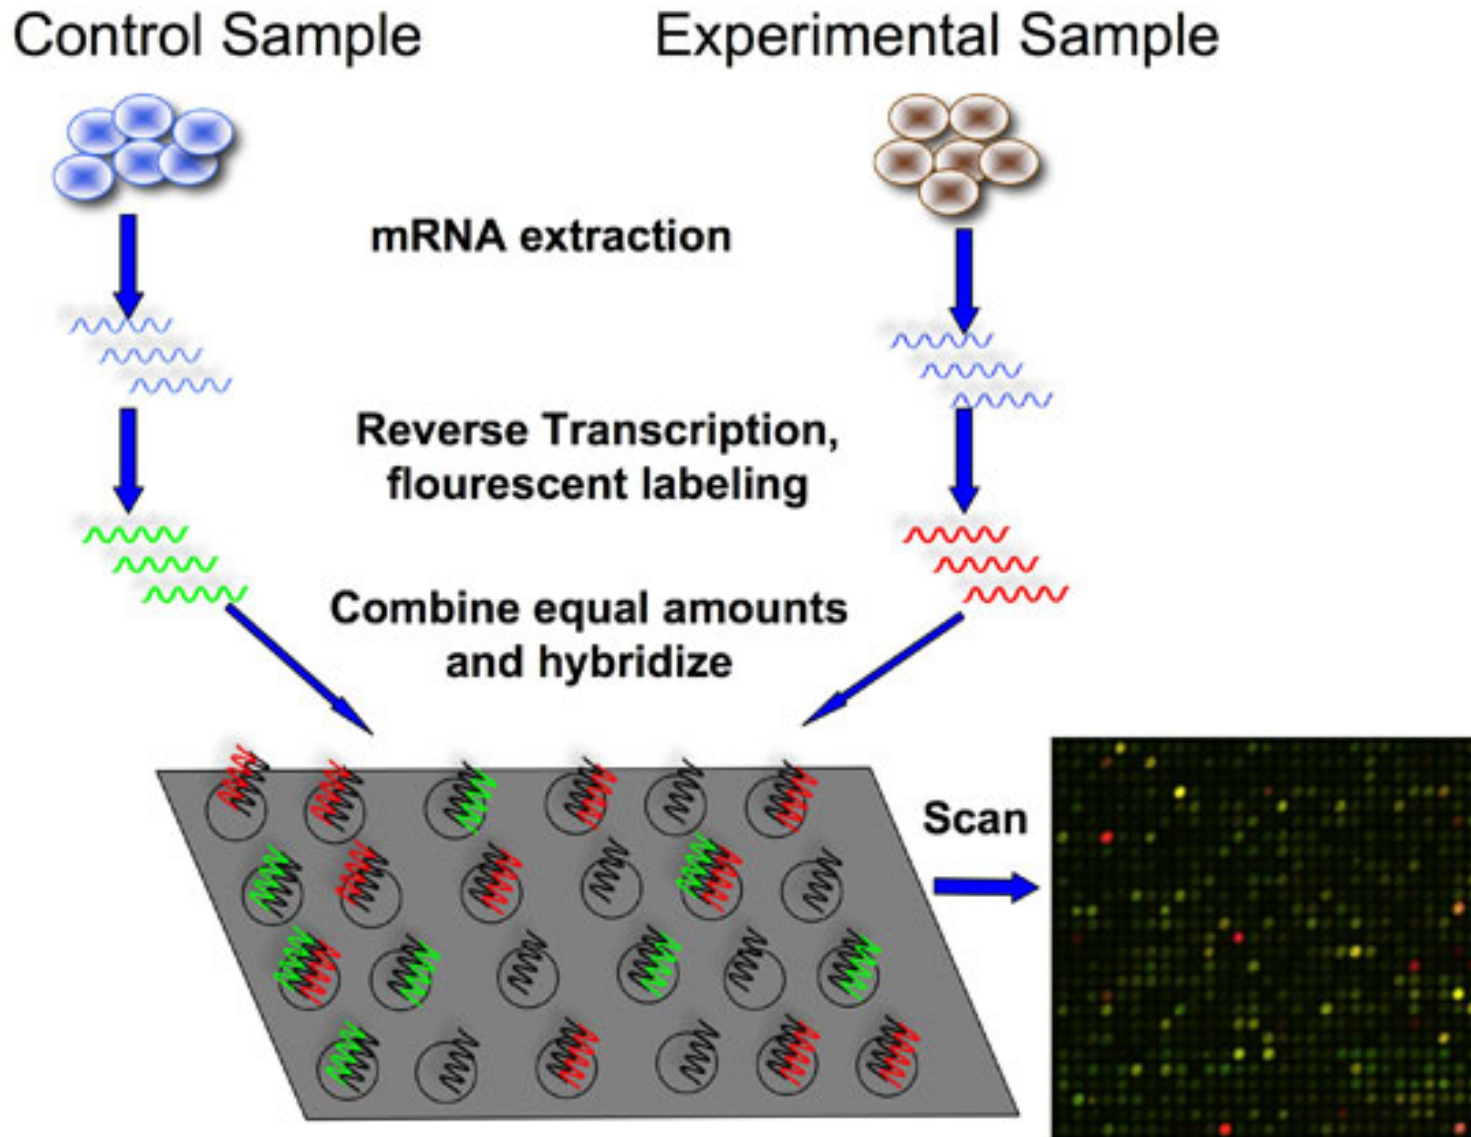 Control Sample
Experimental Sample
mRNA extraction
Reverse Transcription,
flourescent labeling
Combine equal amounts
and hybridize
Scan